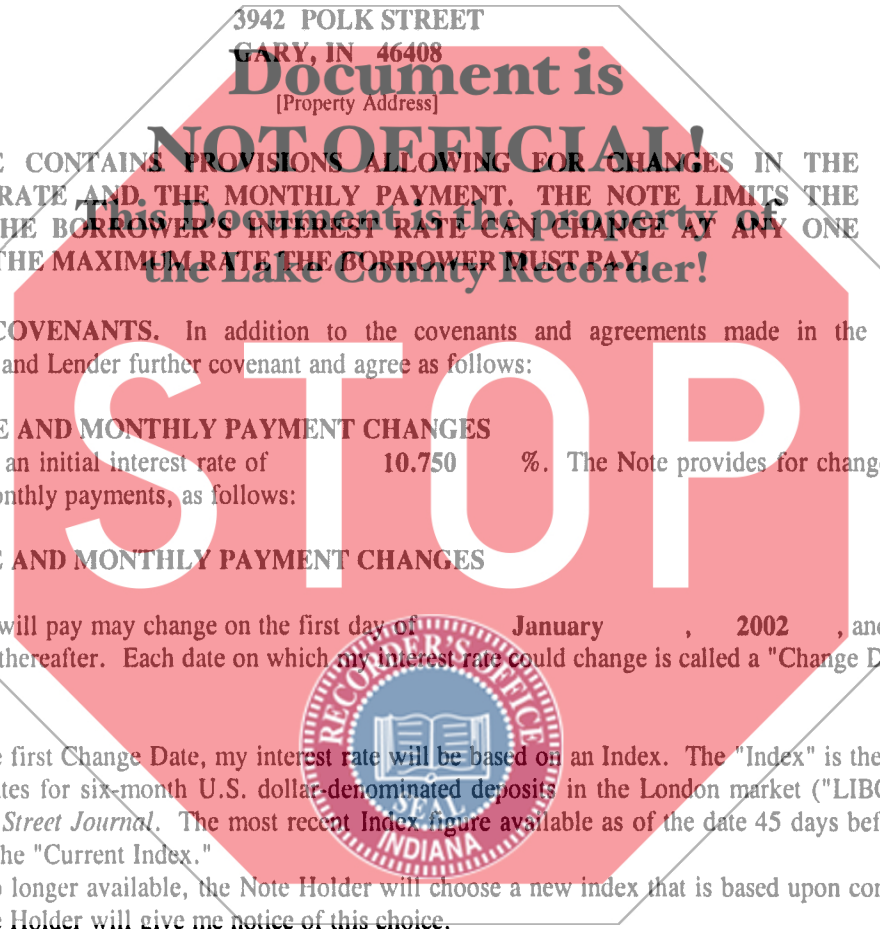 3942 POLK STREET
GARY, IN 46408
Document is
[Property Address]
NOT OFFICIAL!
E CONTAINS PROVISIONS ALLOWING FOR CHANGES IN THE
RATE AND THE MONTHLY PAYMENT. THE NOTE LIMITS THE
This Document is the property of
HE BORROWER'S INTEREST RATE CAN CHANGE AT ANY ONE
THE MAXIMUM RATE THE BORROWER MUST PAY.
the Lake County Recorder!
COVENANTS. In addition to the covenants and agreements made in the
and Lender further covenant and agree as follows:
STOP
E AND MONTHLY PAYMENT CHANGES
an initial interest rate of 10.750 %. The Note provides for change
onthly payments, as follows:
E AND MONTHLY PAYMENT CHANGES
will pay may change on the first day of January , 2002 , and
thereafter. Each date on which my interest rate could change is called a "Change D
RECORDER'S OFFICE
SEAL
INDIANA
e first Change Date, my interest rate will be based on an Index. The "Index" is the
ates for six-month U.S. dollar-denominated deposits in the London market ("LIBO
Street Journal. The most recent Index figure available as of the date 45 days bef
he "Current Index."
o longer available, the Note Holder will choose a new index that is based upon com
e Holder will give me notice of this choice.